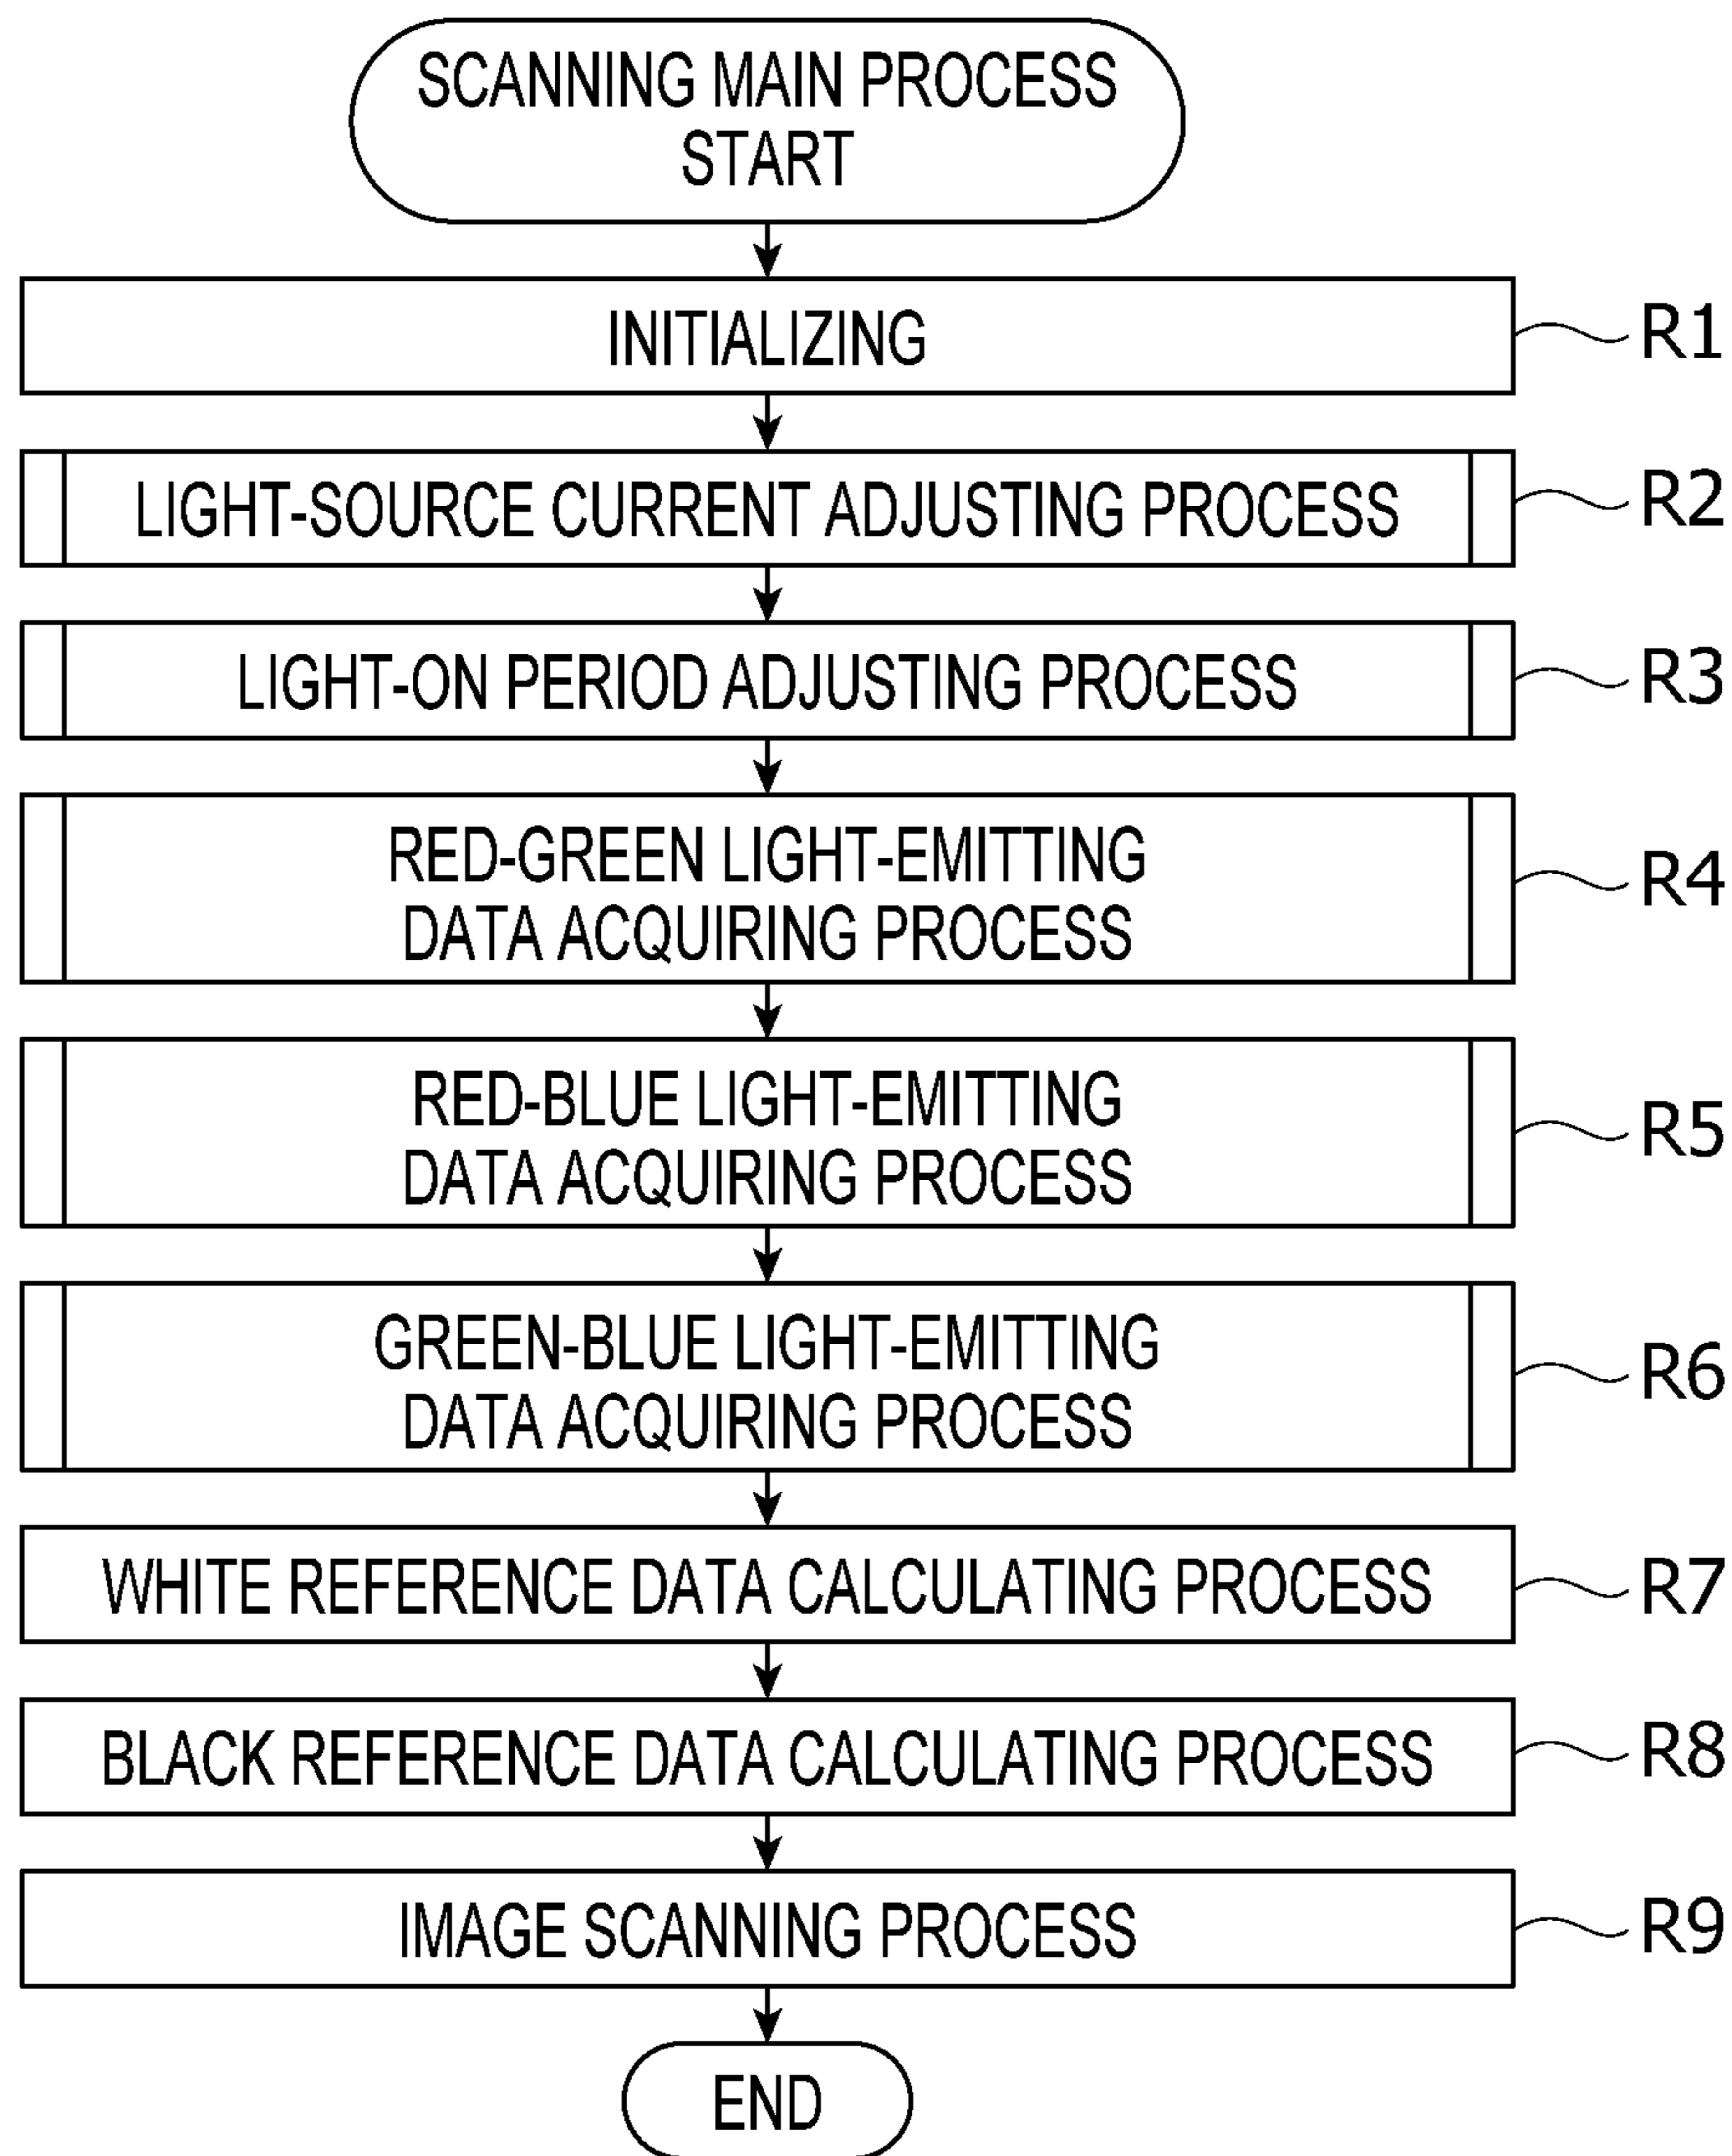 SCANNING MAIN PROCESS
START
INITIALIZING
R1
LIGHT-SOURCE CURRENT ADJUSTING PROCESS
R2
LIGHT-ON PERIOD ADJUSTING PROCESS
R3
RED-GREEN LIGHT-EMITTING
DATA ACQUIRING PROCESS
R4
RED-BLUE LIGHT-EMITTING
DATA ACQUIRING PROCESS
R5
GREEN-BLUE LIGHT-EMITTING
DATA ACQUIRING PROCESS
R6
WHITE REFERENCE DATA CALCULATING PROCESS
R7
BLACK REFERENCE DATA CALCULATING PROCESS
R8
IMAGE SCANNING PROCESS
R9
END